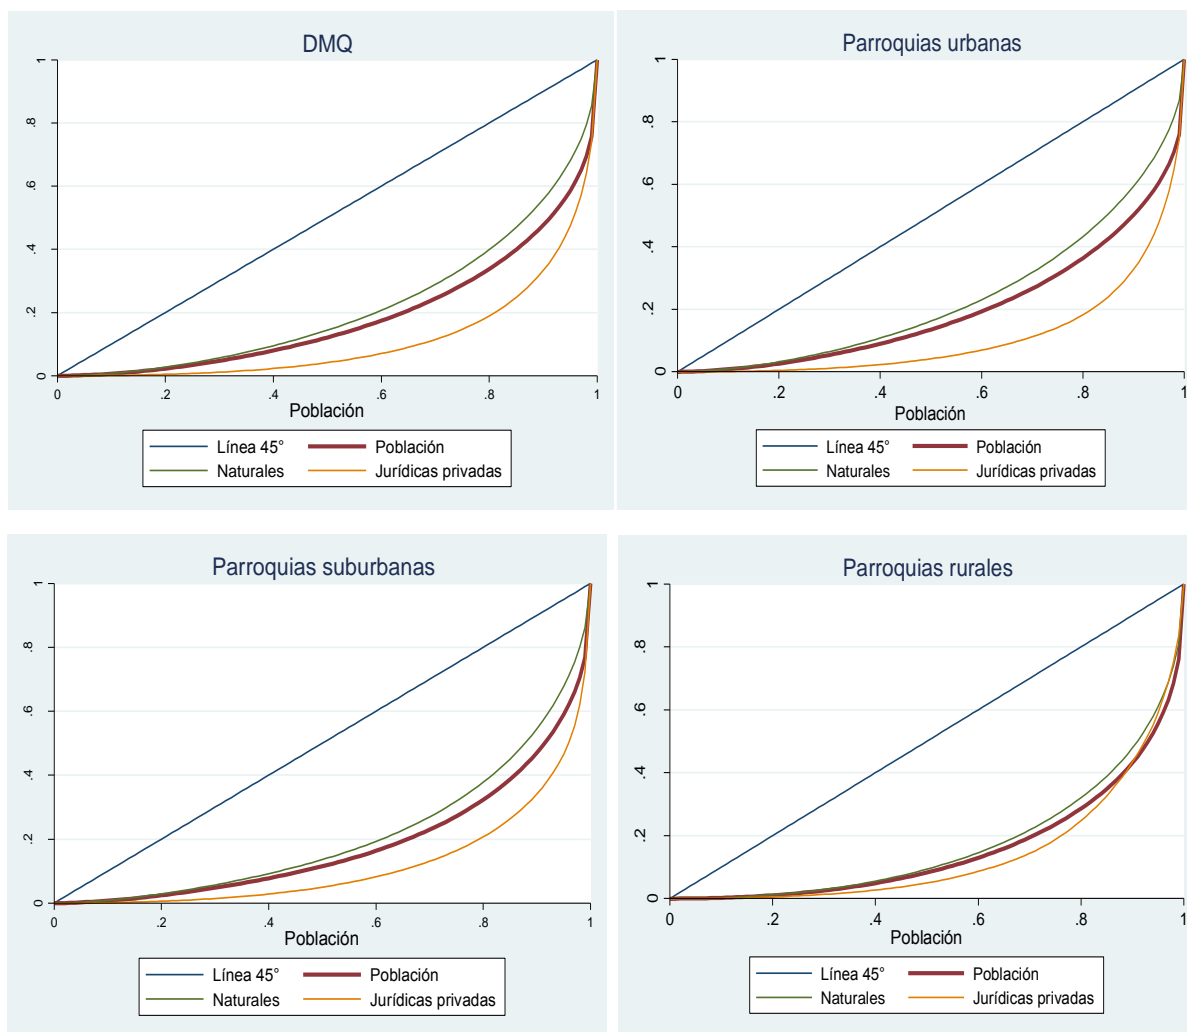 DMQ
1
.8
.6
.4
.2
0
0 .2 .4 .6 .8 1
Población
Línea 45° Población
Naturales Jurídicas privadas
Parroquias urbanas
1
.8
.6
.4
.2
0
0 .2 .4 .6 .8 1
Población
Línea 45° Población
Naturales Jurídicas privadas
Parroquias suburbanas
1
.8
.6
.4
.2
0
0 .2 .4 .6 .8 1
Población
Línea 45° Población
Naturales Jurídicas privadas
Parroquias rurales
1
.8
.6
.4
.2
0
0 .2 .4 .6 .8 1
Población
Línea 45° Población
Naturales Jurídicas privadas